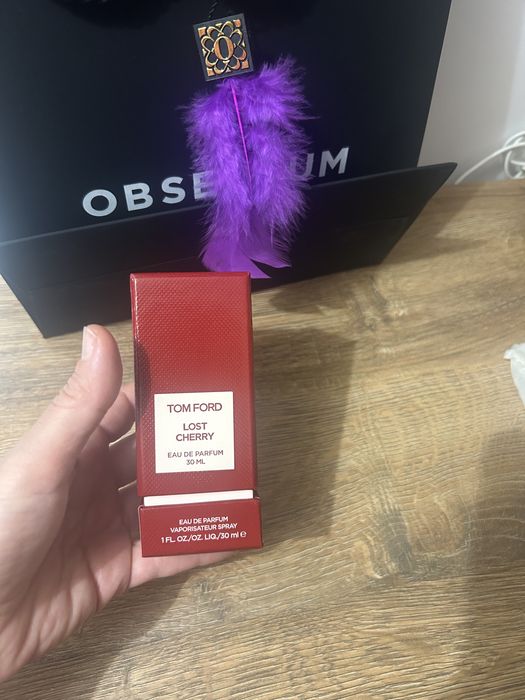 O
OBSE UM
TOM FORD
LOST
CHERRY
EAU DE PARFUM
30 ML
EAU DE PARFUM
VAPORISATEUR SPRAY
1 FL. OZ./OZ. LIQ./30 ml e